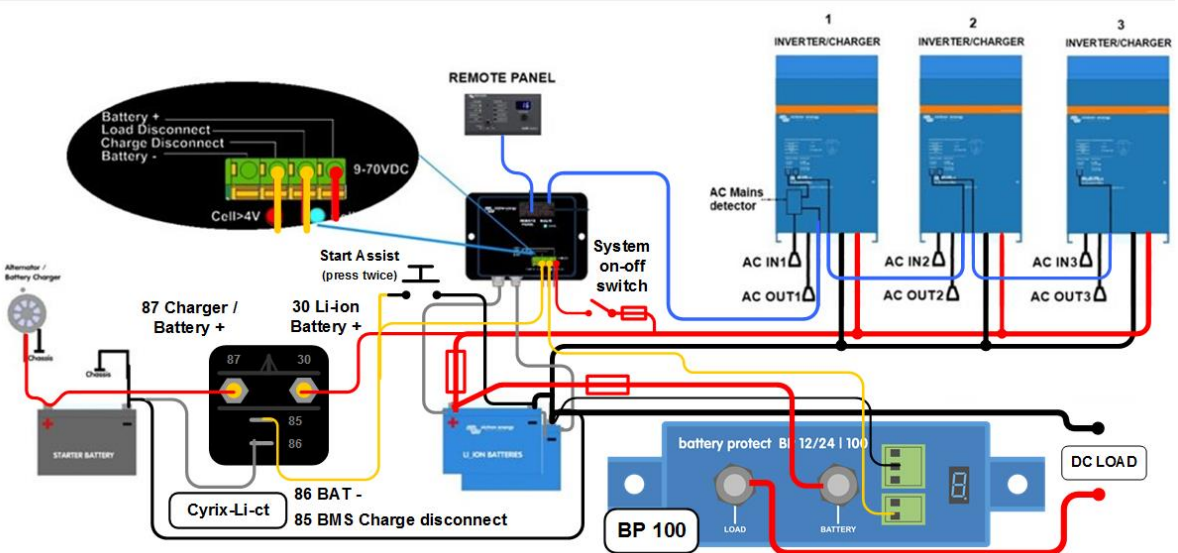 1
2
3
INVERTER/CHARGER
INVERTER/CHARGER
INVERTER/CHARGER
REMOTE PANEL
Battery +
Load Disconnect
Charge Disconnect
Battery -
9-70VDC
Cell>4V
AC Mains
detector
System
on-off
switch
Start Assist
(press twice)
AC IN1
AC IN2
AC IN3
AC OUT1
AC OUT2
AC OUT3
Alternator /
Battery Charger
Chassis
Chassis
87 Charger /
Battery +
30 Li-ion
Battery +
87
30
85
86
+
-
STARTER BATTERY
+
-
-
victron energy
LI_ION BATTERIES
Cyrix-Li-ct
86 BAT -
85 BMS Charge disconnect
battery protect BP 12/24 | 100
LOAD
BATTERY
BP 100
DC LOAD